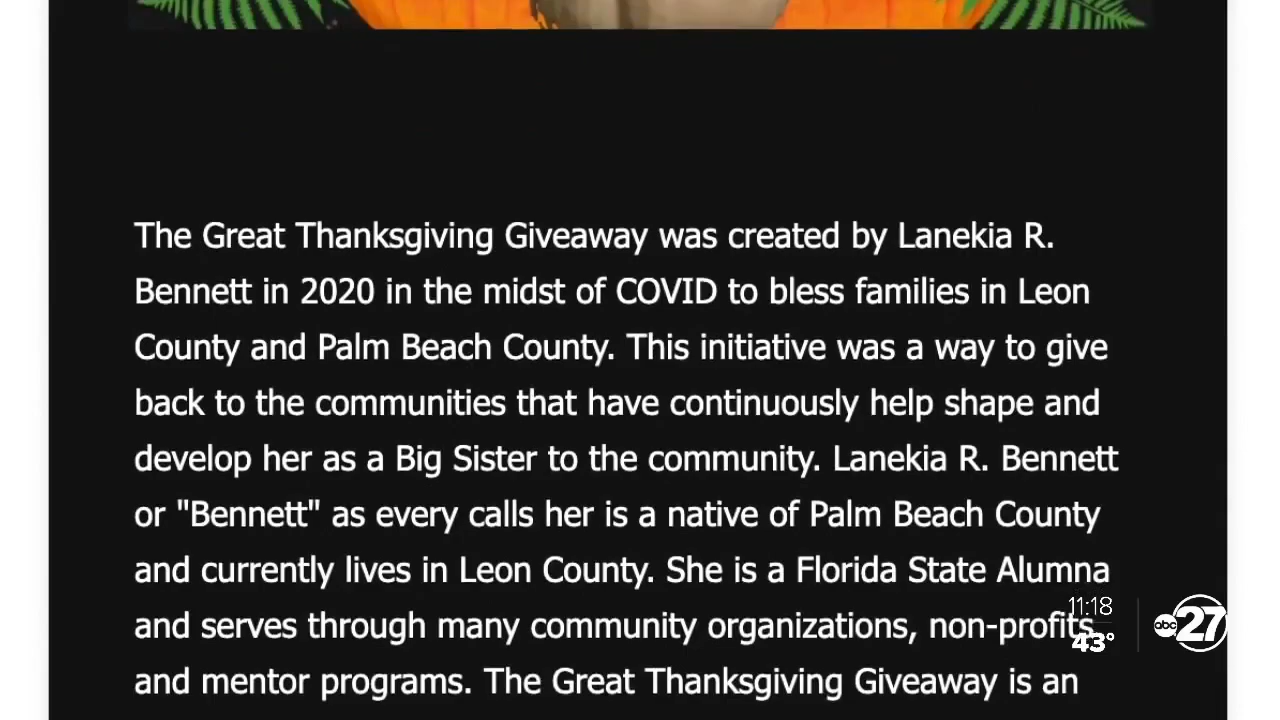 The Great Thanksgiving Giveaway was created by Lanekia R.
Bennett in 2020 in the midst of COVID to bless families in Leon
County and Palm Beach County. This initiative was a way to give
back to the communities that have continuously help shape and
develop her as a Big Sister to the community. Lanekia R. Bennett
or "Bennett" as every calls her is a native of Palm Beach County
and currently lives in Leon County. She is a Florida State Alumna
and serves through many community organizations, non-profits
and mentor programs. The Great Thanksgiving Giveaway is an
11:18
43°
abc 27